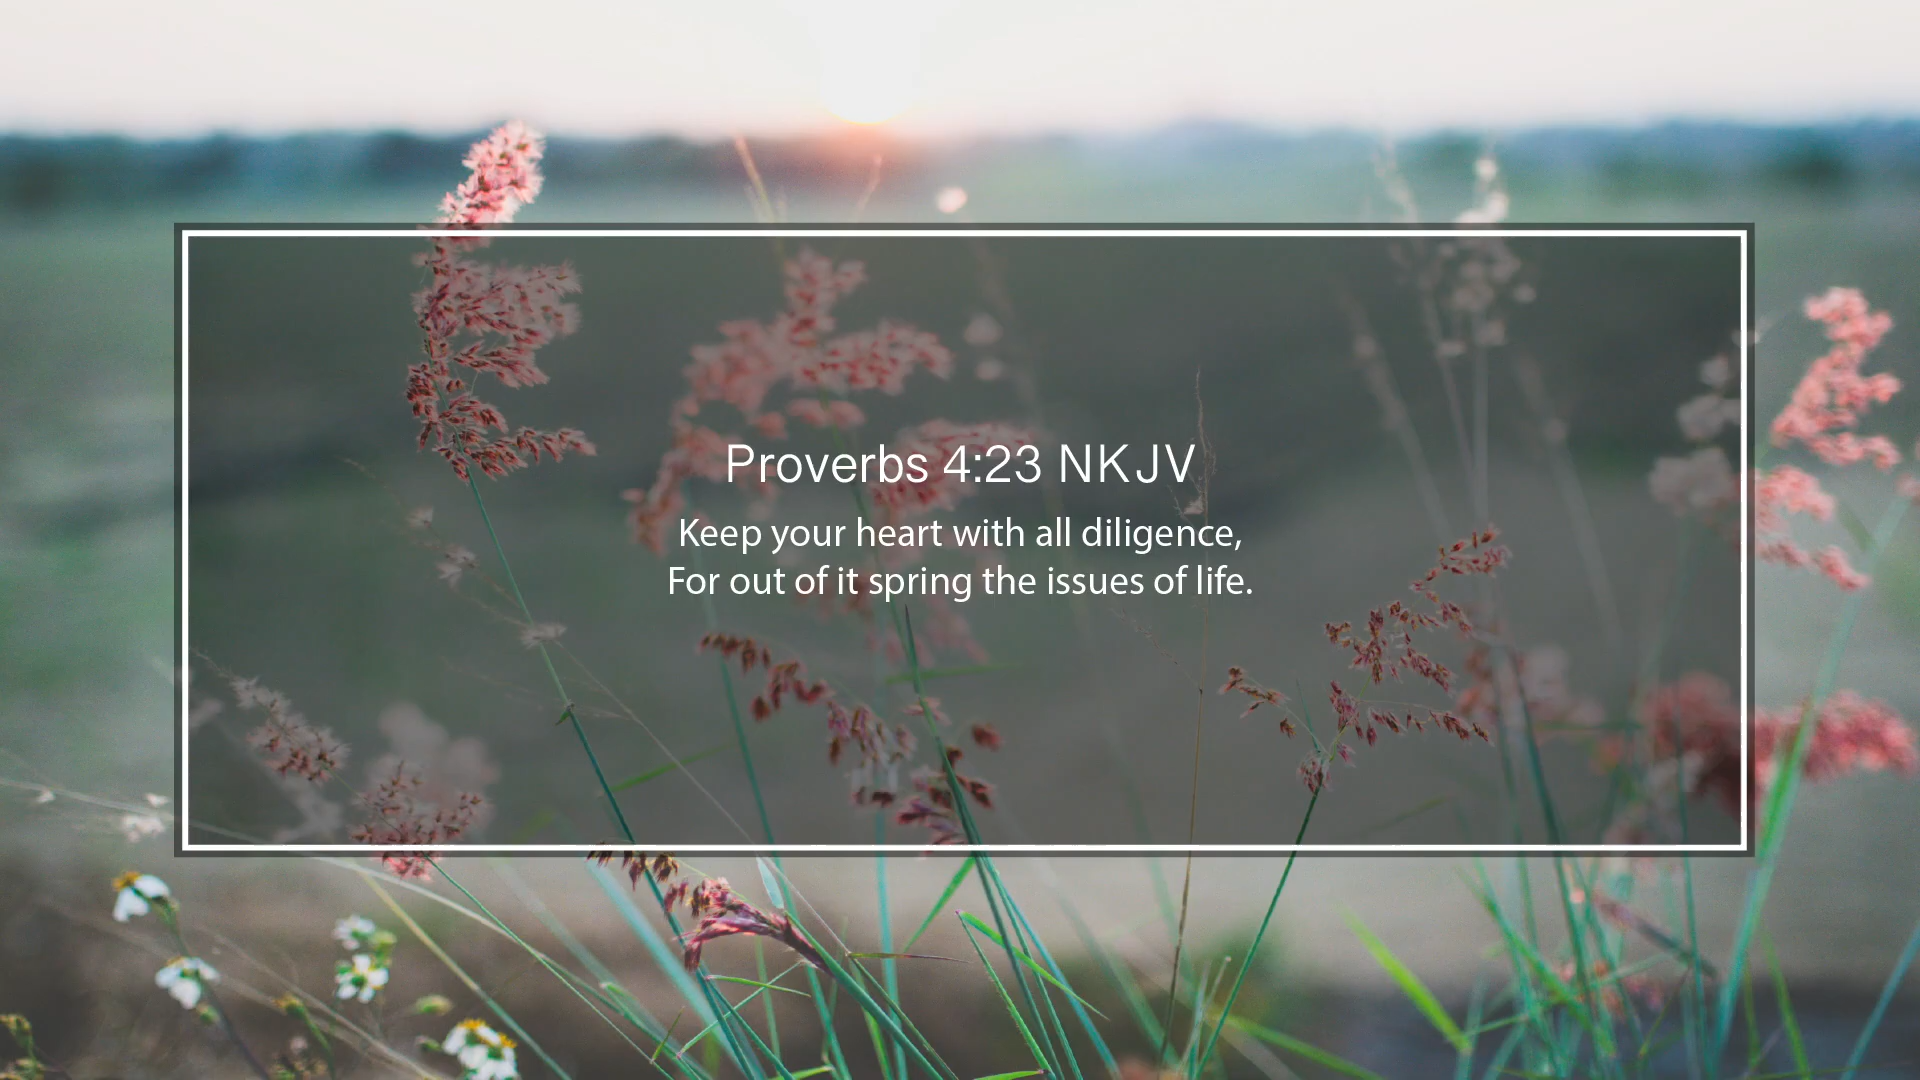 Proverbs 4:23 NKJV
Keep your heart with all diligence,
For out of it spring the issues of life.